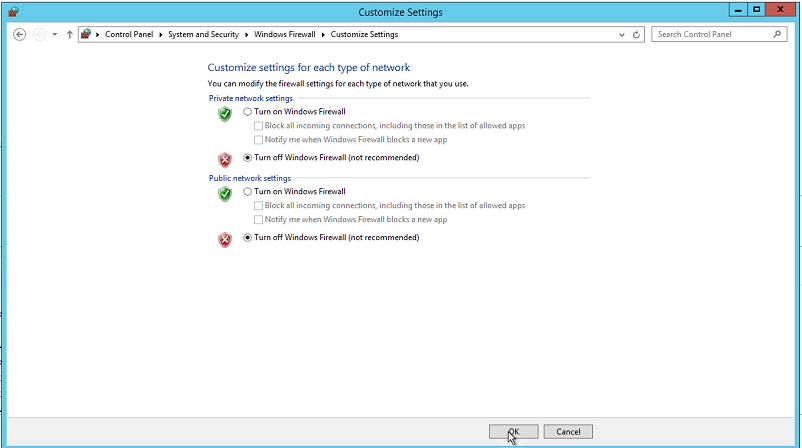 Customize Settings
Control Panel System and Security Windows Firewall Customize Settings Search Control Panel
Customize settings for each type of network
You can modify the firewall settings for each type of network that you use.
Private network settings
Turn on Windows Firewall
Block all incoming connections, including those in the list of allowed apps
Notify me when Windows Firewall blocks a new app
Turn off Windows Firewall (not recommended)
Public network settings
Turn on Windows Firewall
Block all incoming connections, including those in the list of allowed apps
Notify me when Windows Firewall blocks a new app
Turn off Windows Firewall (not recommended)
OK Cancel